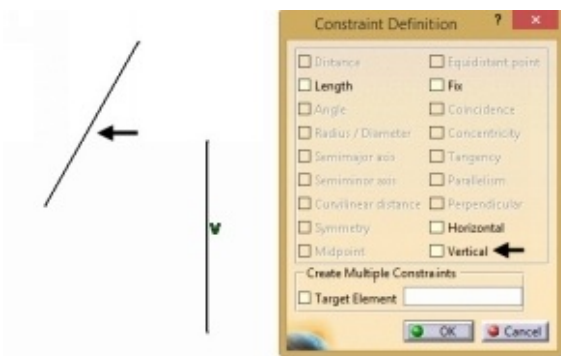 Constraint Definition ? ×
Distance Equidistant point
Length Fix
Angle Coincidence
Radius / Diameter Concentricity
Semimajor axis Tangency
Semiminor axis Parallelism
Curvilinear distance Perpendicular
Symmetry Horizontal
Midpoint Vertical
Create Multiple Constraints
Target Element
V
OK Cancel